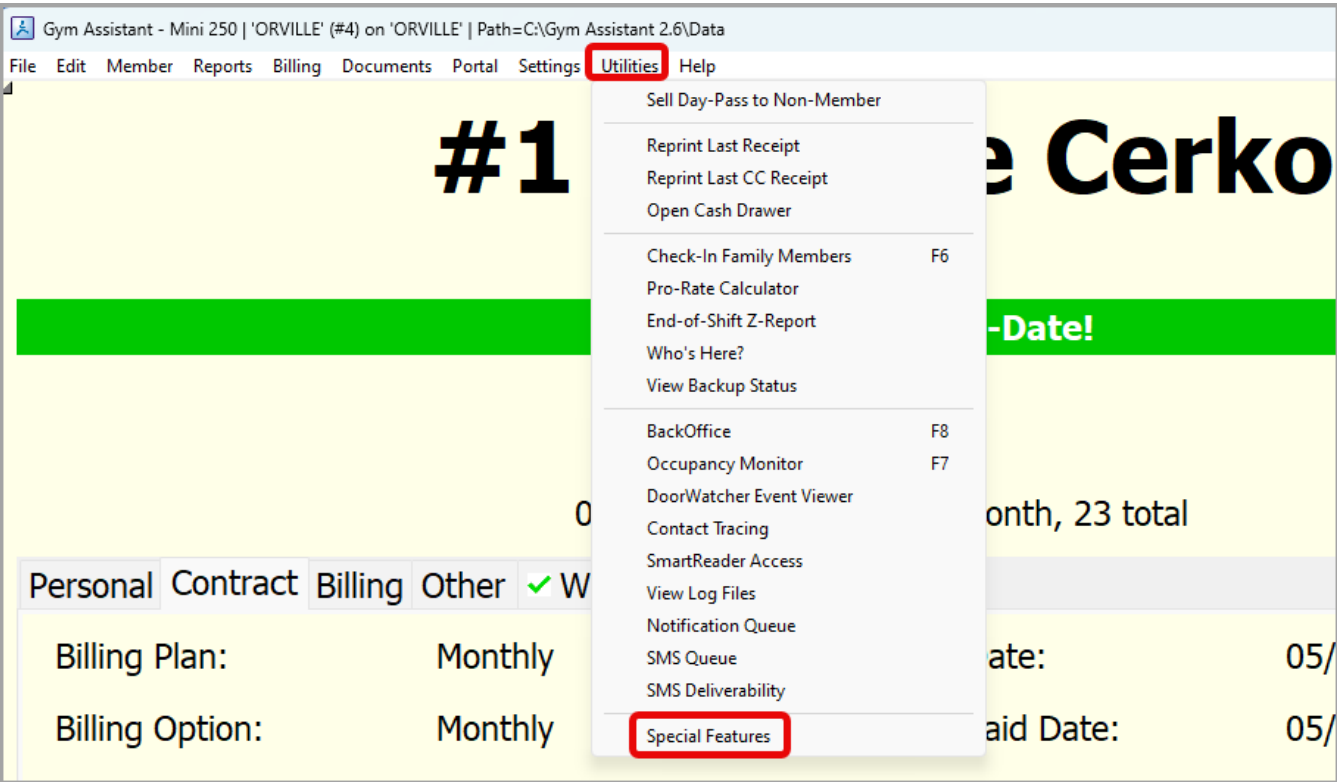 Gym Assistant - Mini 250 | 'ORVILLE' (#4) on 'ORVILLE' | Path=C:\Gym Assistant 2.6\Data
File Edit Member Reports Billing Documents Portal Settings Utilities Help
#1 e Cerko
Sell Day-Pass to Non-Member
Reprint Last Receipt
Reprint Last CC Receipt
Open Cash Drawer
Check-In Family Members F6
Pro-Rate Calculator
End-of-Shift Z-Report
-Date!
Who's Here?
View Backup Status
BackOffice F8
Occupancy Monitor F7
DoorWatcher Event Viewer
0 onth, 23 total
Contact Tracing
SmartReader Access
View Log Files
Notification Queue
SMS Queue
SMS Deliverability
Special Features
Personal Contract Billing Other W
Billing Plan: Monthly ate: 05/
Billing Option: Monthly aid Date: 05/